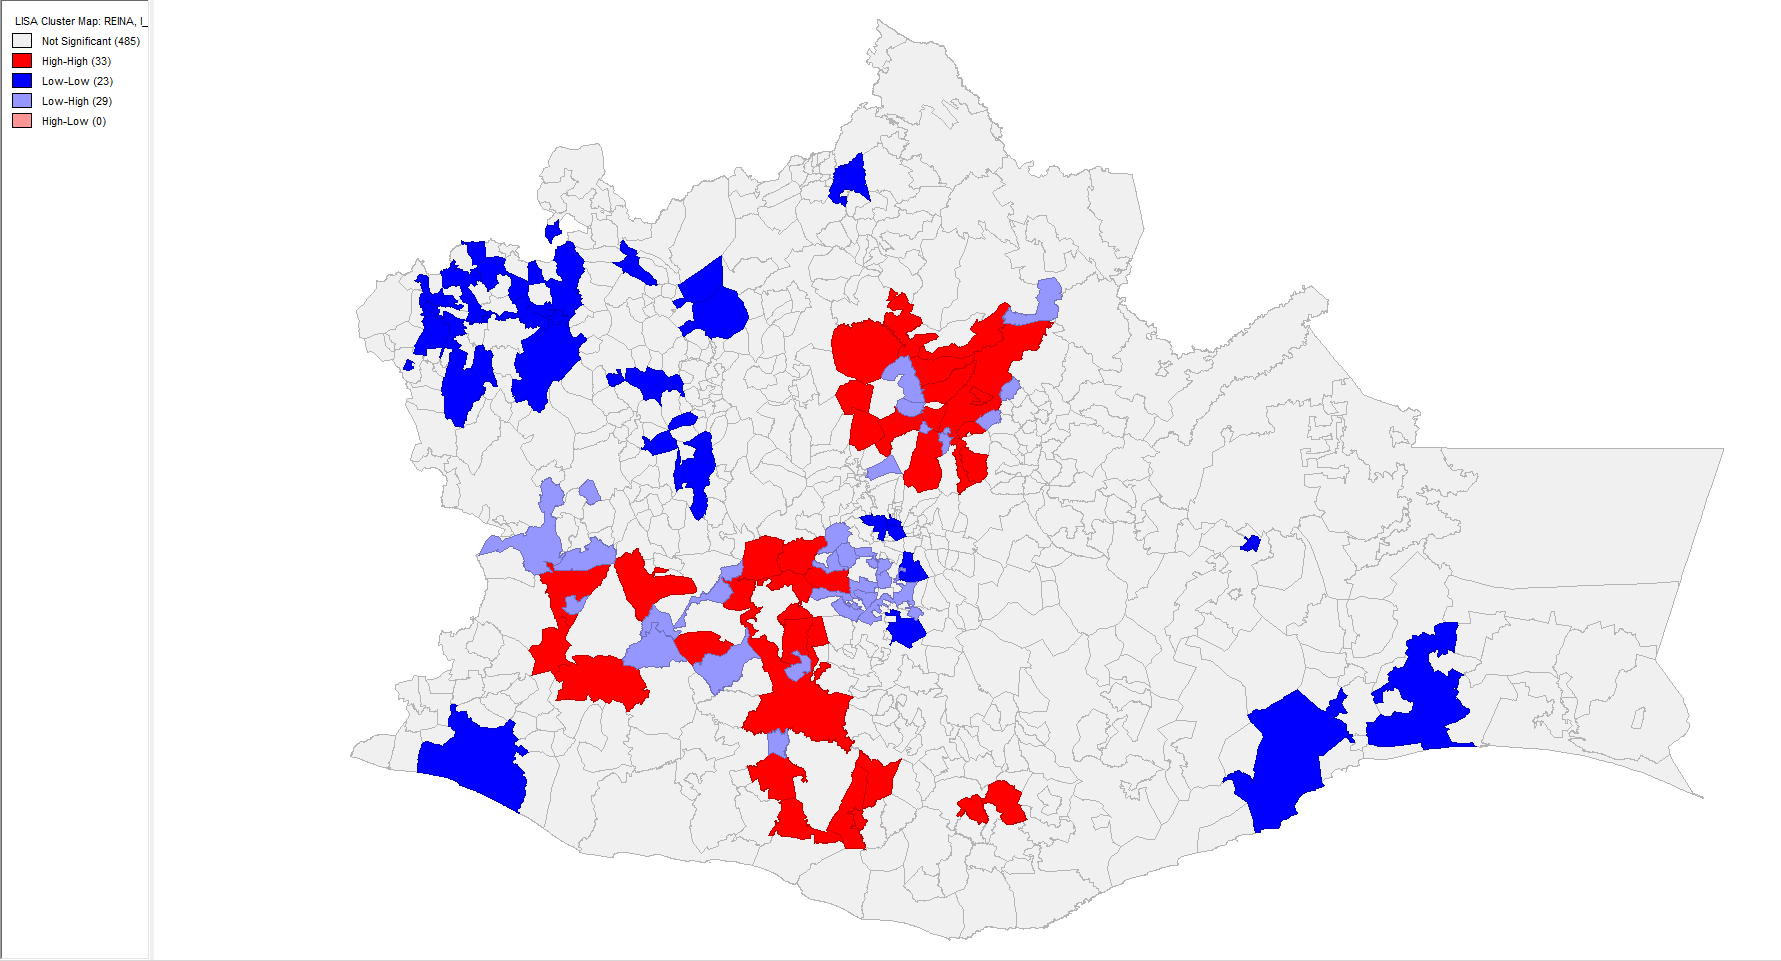 LISA Cluster Map: REINA, I_
Not Significant (485)
High-High (33)
Low-Low (23)
Low-High (29)
High-Low (0)